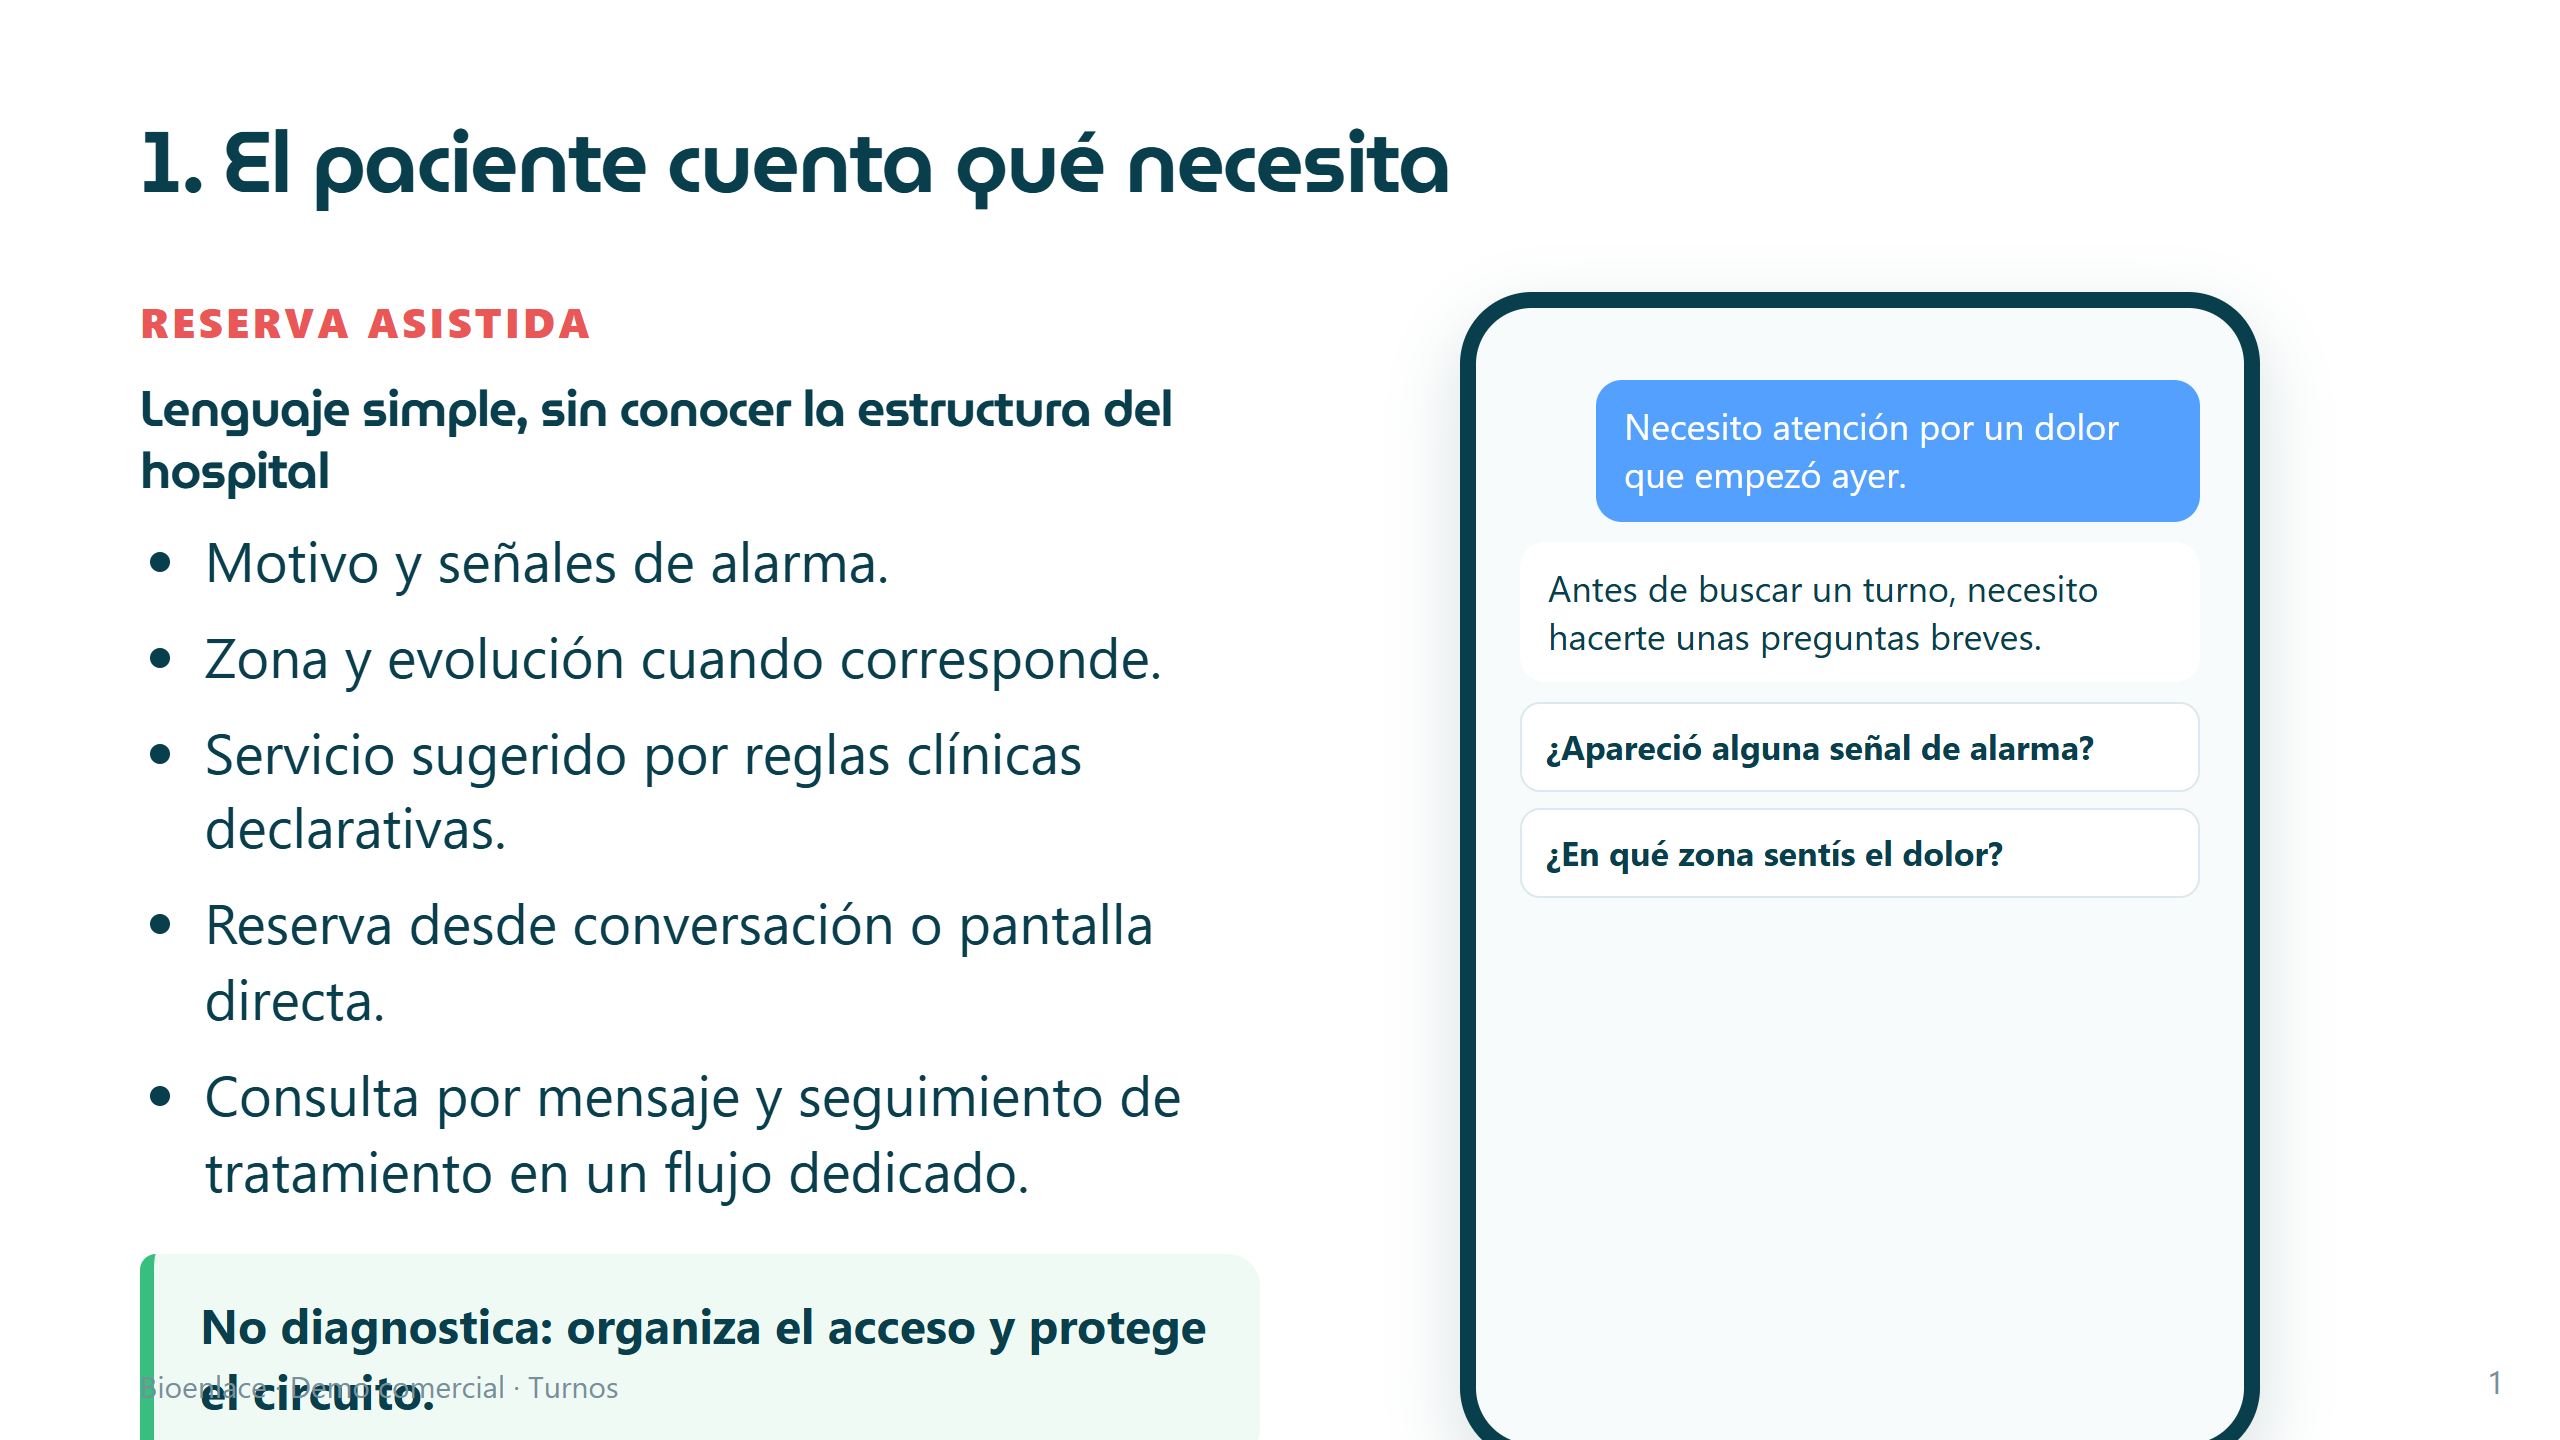 1. El paciente cuenta qué necesita
RESERVA ASISTIDA
Lenguaje simple, sin conocer la estructura del
hospital
• Motivo y señales de alarma.
• Zona y evolución cuando corresponde.
• Servicio sugerido por reglas clínicas
declarativas.
• Reserva desde conversación o pantalla
directa.
• Consulta por mensaje y seguimiento de
tratamiento en un flujo dedicado.
No diagnostica: organiza el acceso y protege
el circuito.
Necesito atención por un dolor
que empezó ayer.
Antes de buscar un turno, necesito
hacerte unas preguntas breves.
¿Apareció alguna señal de alarma?
¿En qué zona sentís el dolor?
Bioenlace · Demo comercial · Turnos
1